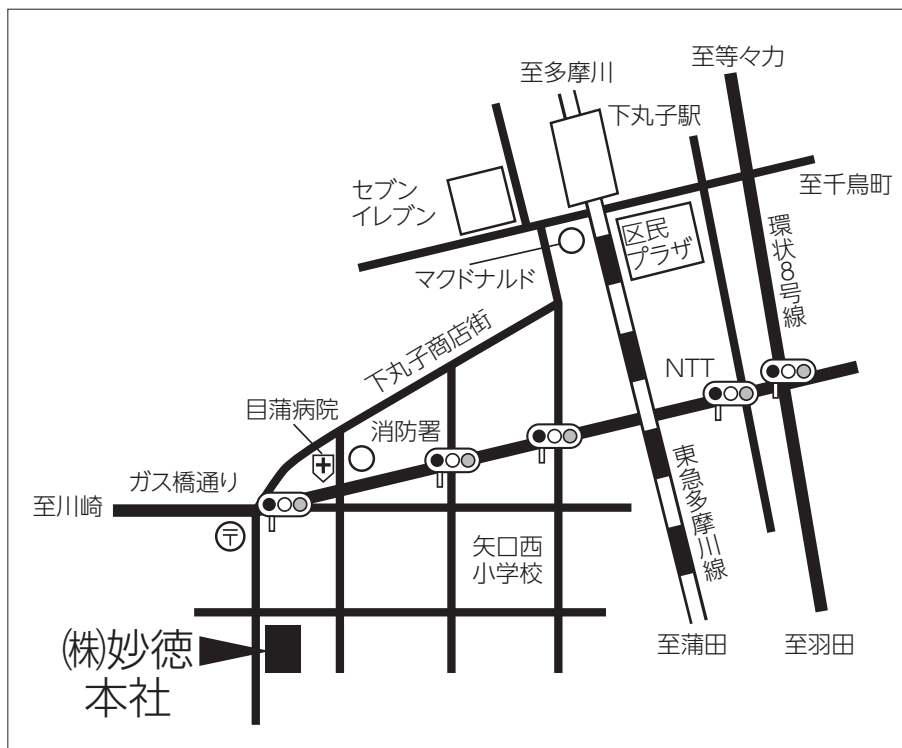 至等々力
至多摩川
下丸子駅
至千鳥町
セブン
イレブン
区民
プラザ
マクドナルド
環状8号線
下丸子商店街
NTT
目蒲病院
消防署
ガス橋通り
至川崎
〒
矢口西
小学校
東急多摩川線
㈱妙徳
本社
至蒲田
至羽田